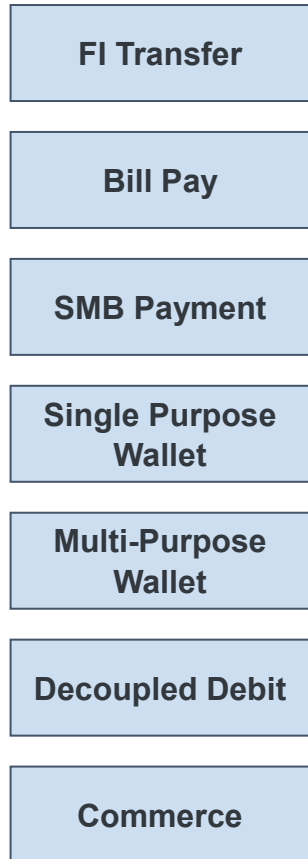 FI Transfer
Bill Pay
SMB Payment
Single Purpose
Wallet
Multi-Purpose
Wallet
Decoupled Debit
Commerce